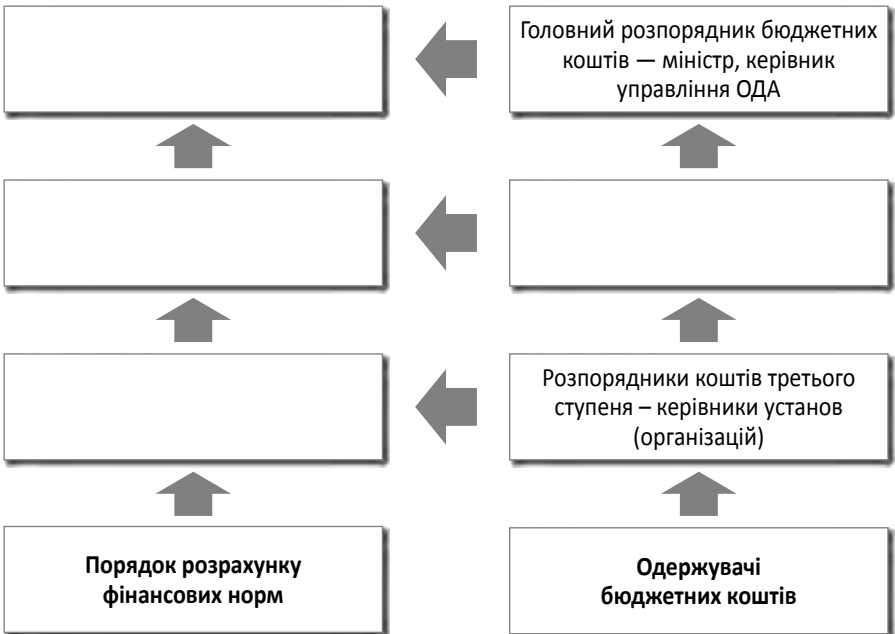 Головний розпорядник бюджетних
коштів — міністр, керівник
управління ОДА
Розпорядники коштів третього
ступеня – керівники установ
(організацій)
Порядок розрахунку
фінансових норм
Одержувачі
бюджетних коштів